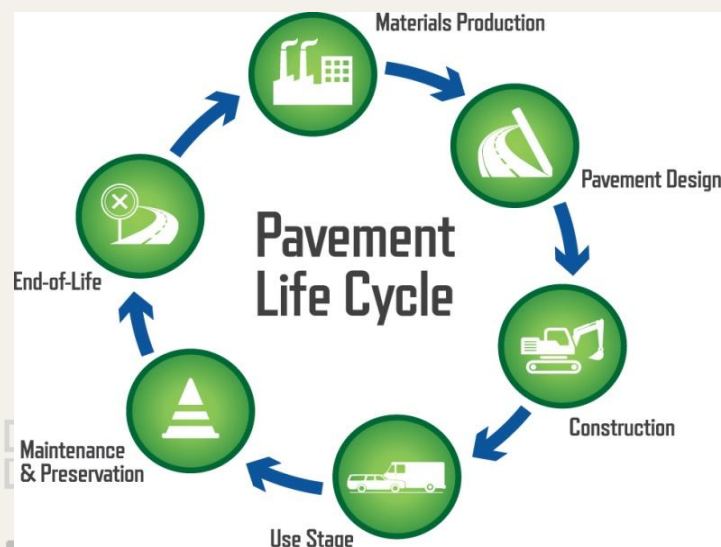 Materials Production
Pavement Design
Pavement
Life Cycle
End-of-Life
Construction
Maintenance
& Preservation
Use Stage